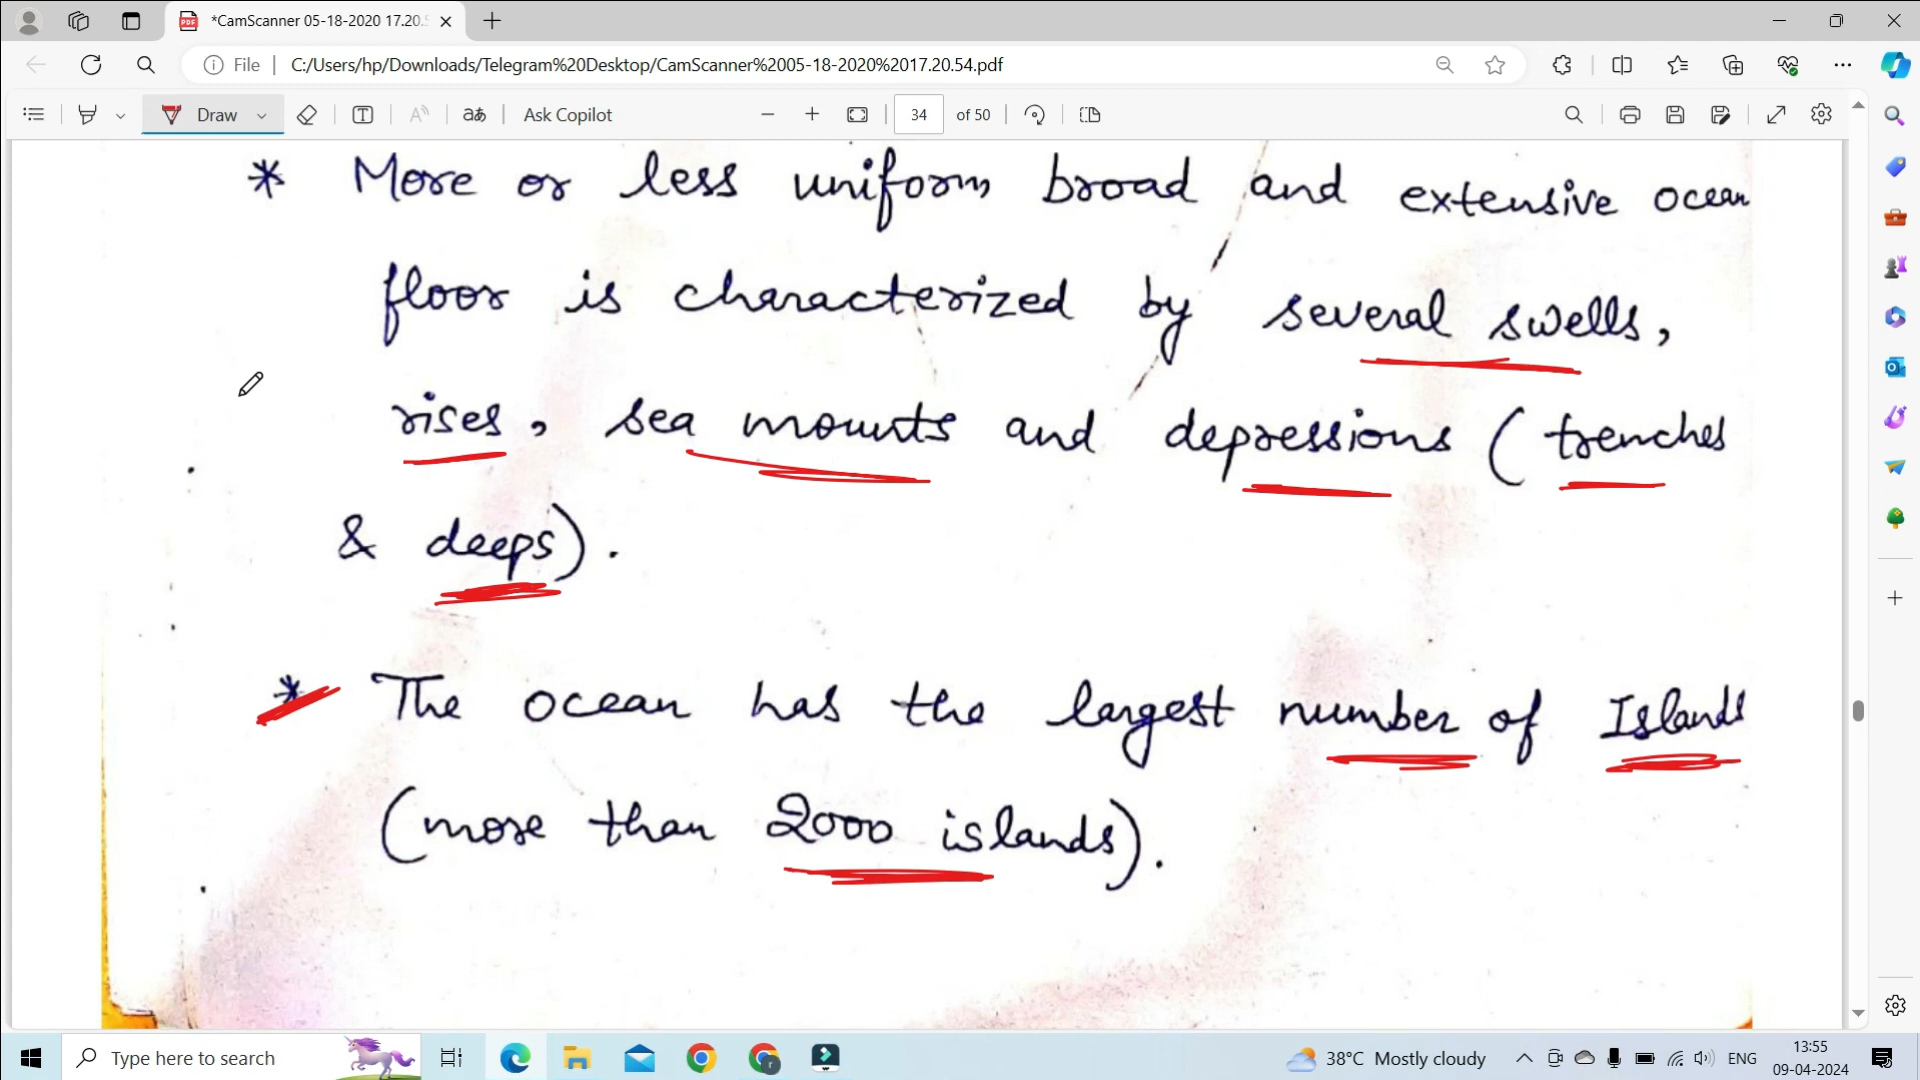 *CamScanner 05-18-2020 17.20.5
File
C:/Users/hp/Downloads/Telegram%20Desktop/CamScanner%2005-18-2020%2017.20.54.pdf
Draw
Ask Copilot
34 of 50
* More or less uniform broad and extensive ocean
floor is characterized by several swells,
rises, sea mounts and depressions (trenches
& deeps).
* The ocean has the largest number of Islands
(more than 2000 islands).
Type here to search
38°C Mostly cloudy
ENG
13:55
09-04-2024